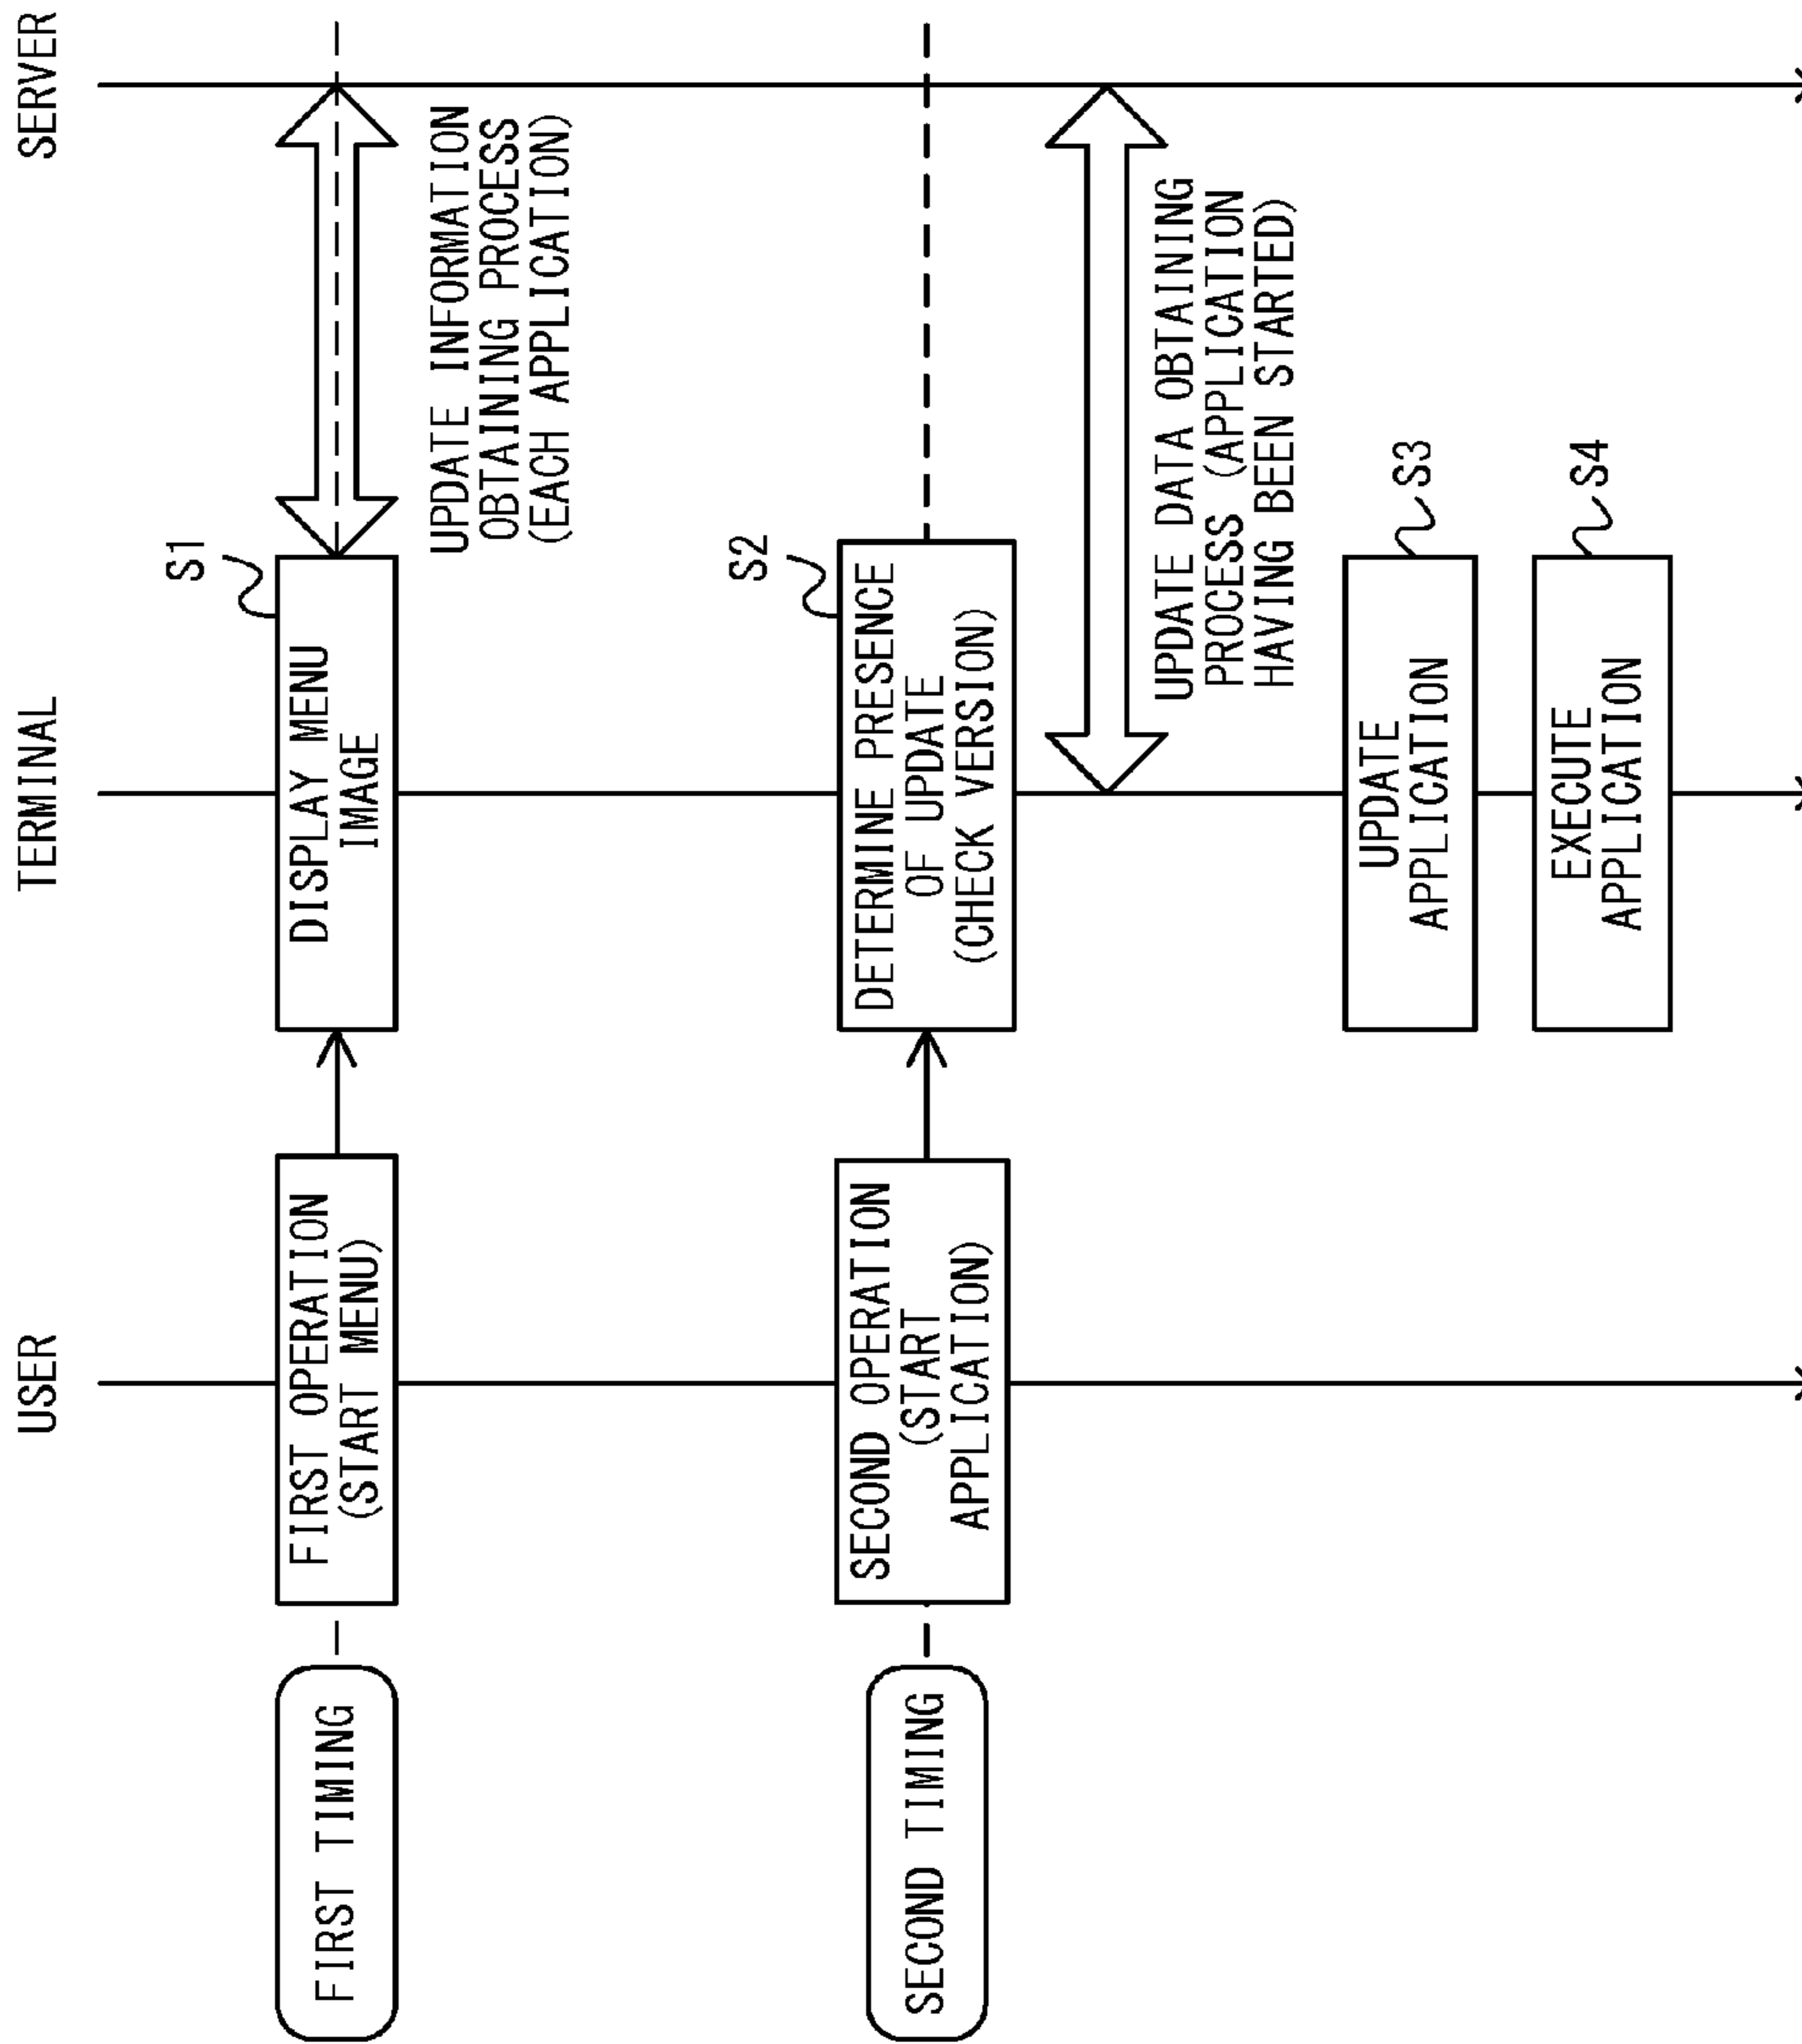 USER
TERMINAL
SERVER
FIRST TIMING
FIRST OPERATION
(START MENU)
S1
DISPLAY MENU
IMAGE
UPDATE INFORMATION
OBTAINING PROCESS
(EACH APPLICATION)
SECOND TIMING
SECOND OPERATION
(START
APPLICATION)
S2
DETERMINE PRESENCE
OF UPDATE
(CHECK VERSION)
UPDATE DATA OBTAINING
PROCESS (APPLICATION
HAVING BEEN STARTED)
UPDATE
APPLICATION
S3
EXECUTE
APPLICATION
S4